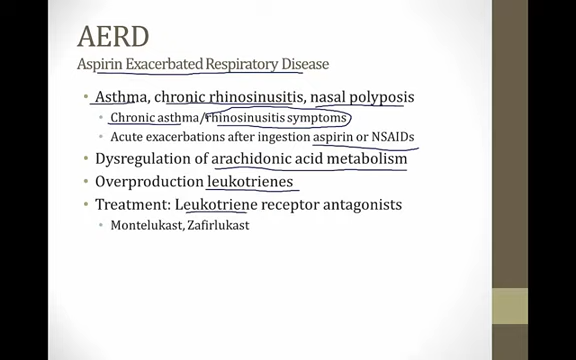 AERD
Aspirin Exacerbated Respiratory Disease
• Asthma, chronic rhinosinusitis, nasal polyposis
• Chronic asthma/rhinosinusitis symptoms
• Acute exacerbations after ingestion aspirin or NSAIDs
• Dysregulation of arachidonic acid metabolism
• Overproduction leukotrienes
• Treatment: Leukotriene receptor antagonists
• Montelukast, Zafirlukast